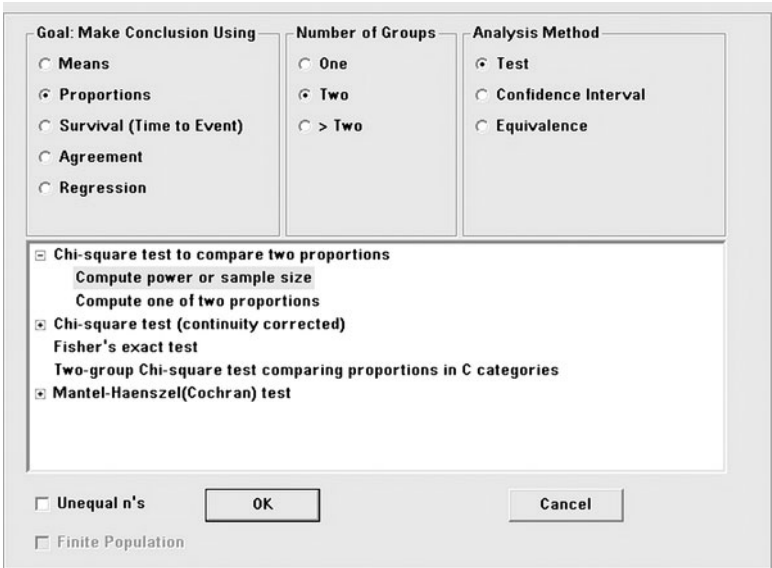 Goal: Make Conclusion Using
Means
Proportions
Survival (Time to Event)
Agreement
Regression
Number of Groups
One
Two
> Two
Analysis Method
Test
Confidence Interval
Equivalence
Chi-square test to compare two proportions
Compute power or sample size
Compute one of two proportions
Chi-square test (continuity corrected)
Fisher's exact test
Two-group Chi-square test comparing proportions in C categories
Mantel-Haenszel(Cochran) test
Unequal n's
OK
Cancel
Finite Population